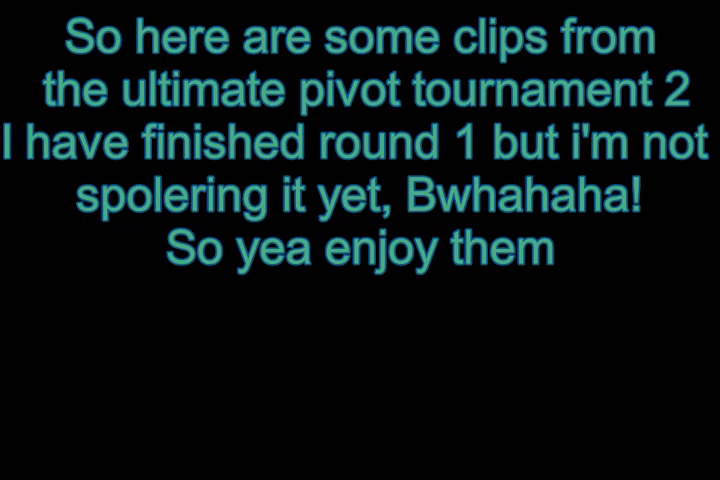 So here are some clips from
the ultimate pivot tournament 2
I have finished round 1 but i'm not
spolering it yet, Bwhahaha!
So yea enjoy them